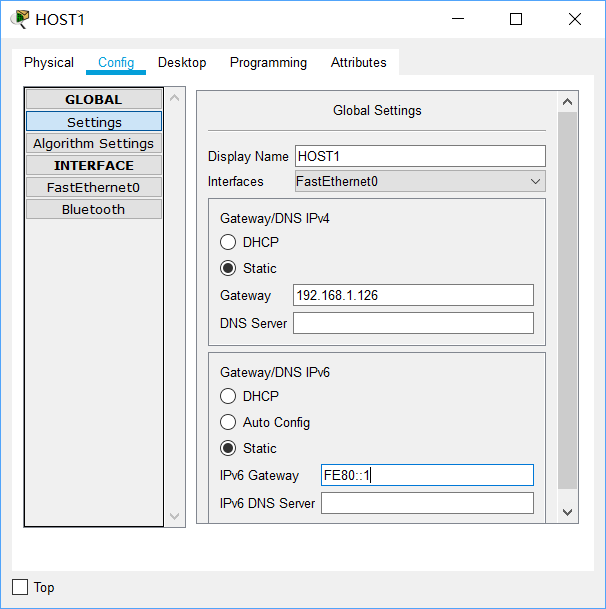 HOST1
Physical Config Desktop Programming Attributes
GLOBAL
Settings
Algorithm Settings
INTERFACE
FastEthernet0
Bluetooth
Global Settings
Display Name HOST1
Interfaces FastEthernet0
Gateway/DNS IPv4
DHCP
Static
Gateway 192.168.1.126
DNS Server
Gateway/DNS IPv6
DHCP
Auto Config
Static
IPv6 Gateway FE80::1
IPv6 DNS Server
Top